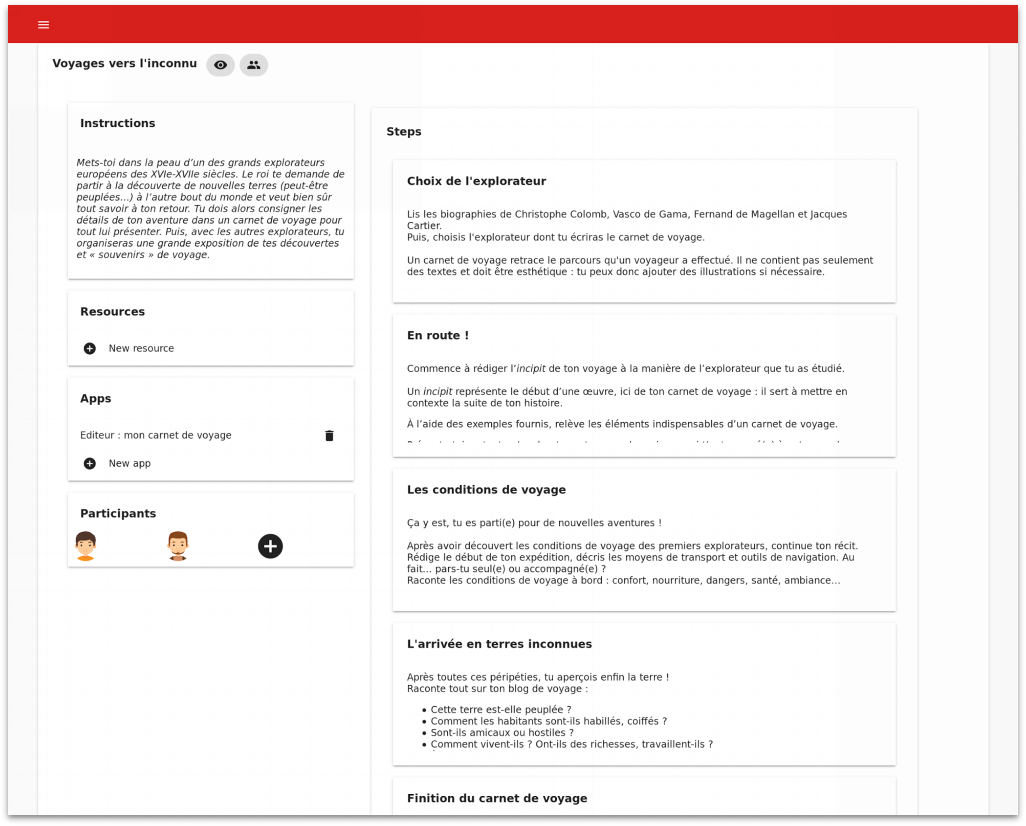 Voyages vers l'inconnu
Instructions
Mets-toi dans la peau d’un des grands explorateurs
européens des XVIe-XVIIe siècles. Le roi te demande de
partir à la découverte de nouvelles terres (peut-être
peuplées...) à l’autre bout du monde et veut bien sûr
tout savoir à ton retour. Tu dois alors consigner les
détails de ton aventure dans un carnet de voyage pour
tout lui présenter. Puis, avec les autres explorateurs, tu
organiseras une grande exposition de tes découvertes
et « souvenirs » de voyage.
Resources
New resource
Apps
Editeur : mon carnet de voyage
New app
Participants
Steps
Choix de l'explorateur
Lis les biographies de Christophe Colomb, Vasco de Gama, Fernand de Magellan et Jacques
Cartier.
Puis, choisis l'explorateur dont tu écriras le carnet de voyage.
Un carnet de voyage retrace le parcours qu'un voyageur a effectué. Il ne contient pas seulement
des textes et doit être esthétique : tu peux donc ajouter des illustrations si nécessaire.
En route !
Commence à rédiger l’incipit de ton voyage à la manière de l’explorateur que tu as étudié.
Un incipit représente le début d’une œuvre, ici de ton carnet de voyage : il sert à mettre en
contexte la suite de ton histoire.
À l’aide des exemples fournis, relève les éléments indispensables d’un carnet de voyage.
Les conditions de voyage
Ça y est, tu es parti(e) pour de nouvelles aventures !
Après avoir découvert les conditions de voyage des premiers explorateurs, continue ton récit.
Rédige le début de ton expédition, décris les moyens de transport et outils de navigation. Au
fait... pars-tu seul(e) ou accompagné(e) ?
Raconte les conditions de voyage à bord : confort, nourriture, dangers, santé, ambiance...
L'arrivée en terres inconnues
Après toutes ces péripéties, tu aperçois enfin la terre !
Raconte tout sur ton blog de voyage :
• Cette terre est-elle peuplée ?
• Comment les habitants sont-ils habillés, coiffés ?
• Sont-ils amicaux ou hostiles ?
• Comment vivent-ils ? Ont-ils des richesses, travaillent-ils ?
Finition du carnet de voyage